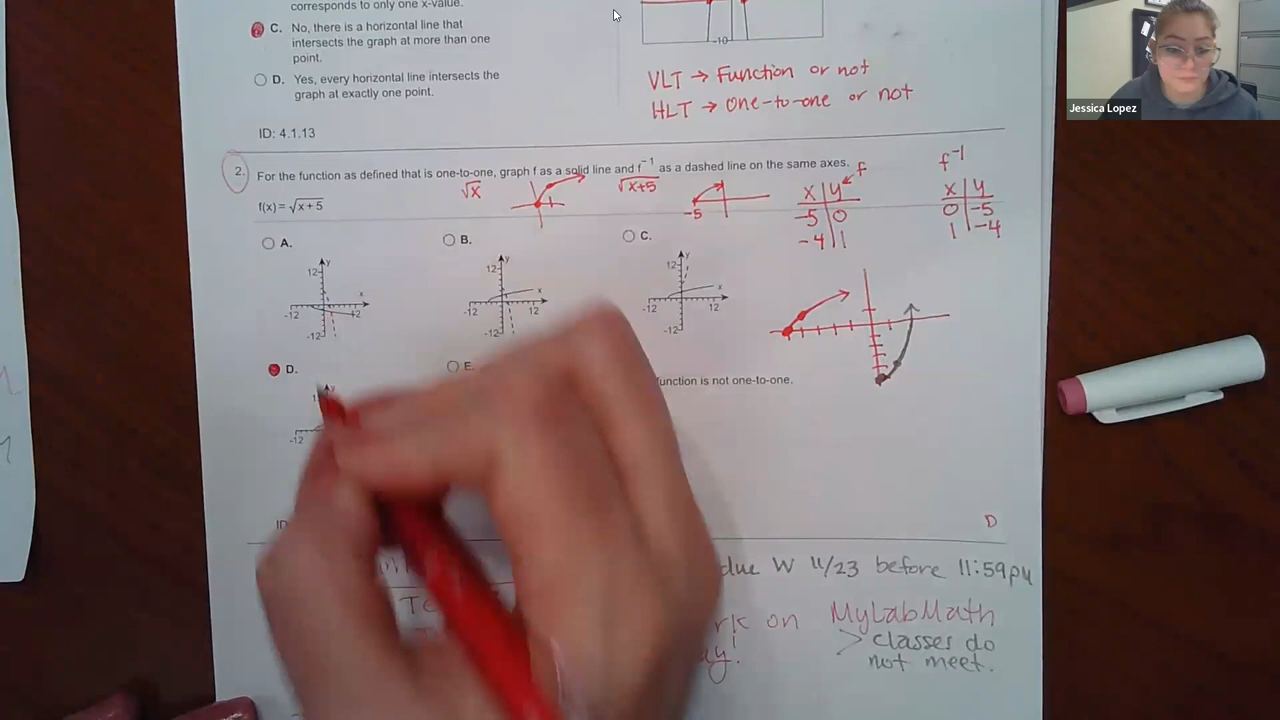 corresponds to only one x-value.
C. No, there is a horizontal line that
intersects the graph at more than one
point.
D. Yes, every horizontal line intersects the
graph at exactly one point.
-10
VLT → Function or not
HLT → one-to-one or not
ID: 4.1.13
Jessica Lopez
2. For the function as defined that is one-to-one, graph f as a solid line and f⁻¹ as a dashed line on the same axes.
f(x) = √x + 5
√x
√x+5
-5
f
x | y
-5 | 0
-4 | 1
f⁻¹
x | y
0 | -5
1 | -4
A.
12 y
x
-12
-12
B.
12 y
x
-12 12
-12
C.
12 y
x
-12 12
-12
D.
y
-12
E.
function is not one-to-one.
D
due W 11/23 before 11:59pm
on MyLabMath
> classes do
not meet.